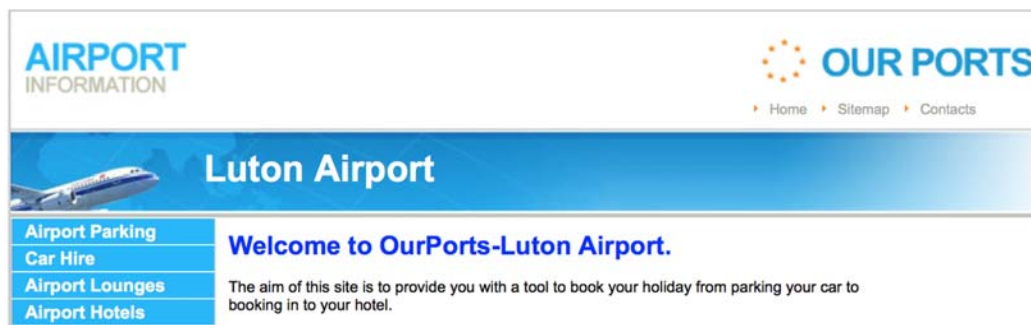 AIRPORT
INFORMATION
OUR PORTS
Home Sitemap Contacts
Luton Airport
Airport Parking
Car Hire
Airport Lounges
Airport Hotels
Welcome to OurPorts-Luton Airport.
The aim of this site is to provide you with a tool to book your holiday from parking your car to
booking in to your hotel.